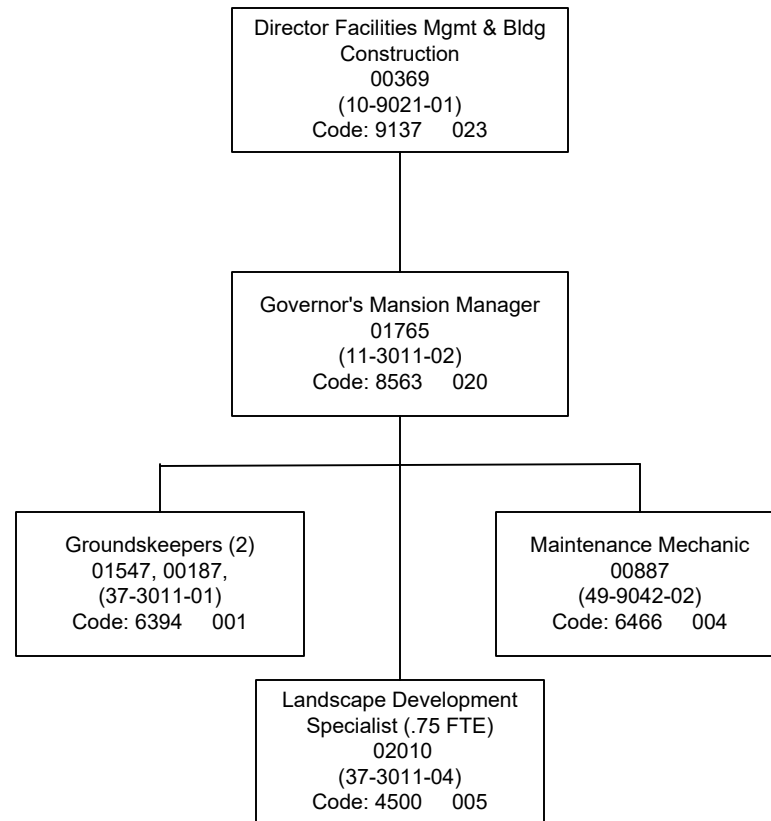 Director Facilities Mgmt & Bldg
Construction
00369
(10-9021-01)
Code: 9137 023
Governor's Mansion Manager
01765
(11-3011-02)
Code: 8563 020
Groundskeepers (2)
01547, 00187,
(37-3011-01)
Code: 6394 001
Maintenance Mechanic
00887
(49-9042-02)
Code: 6466 004
Landscape Development
Specialist (.75 FTE)
02010
(37-3011-04)
Code: 4500 005